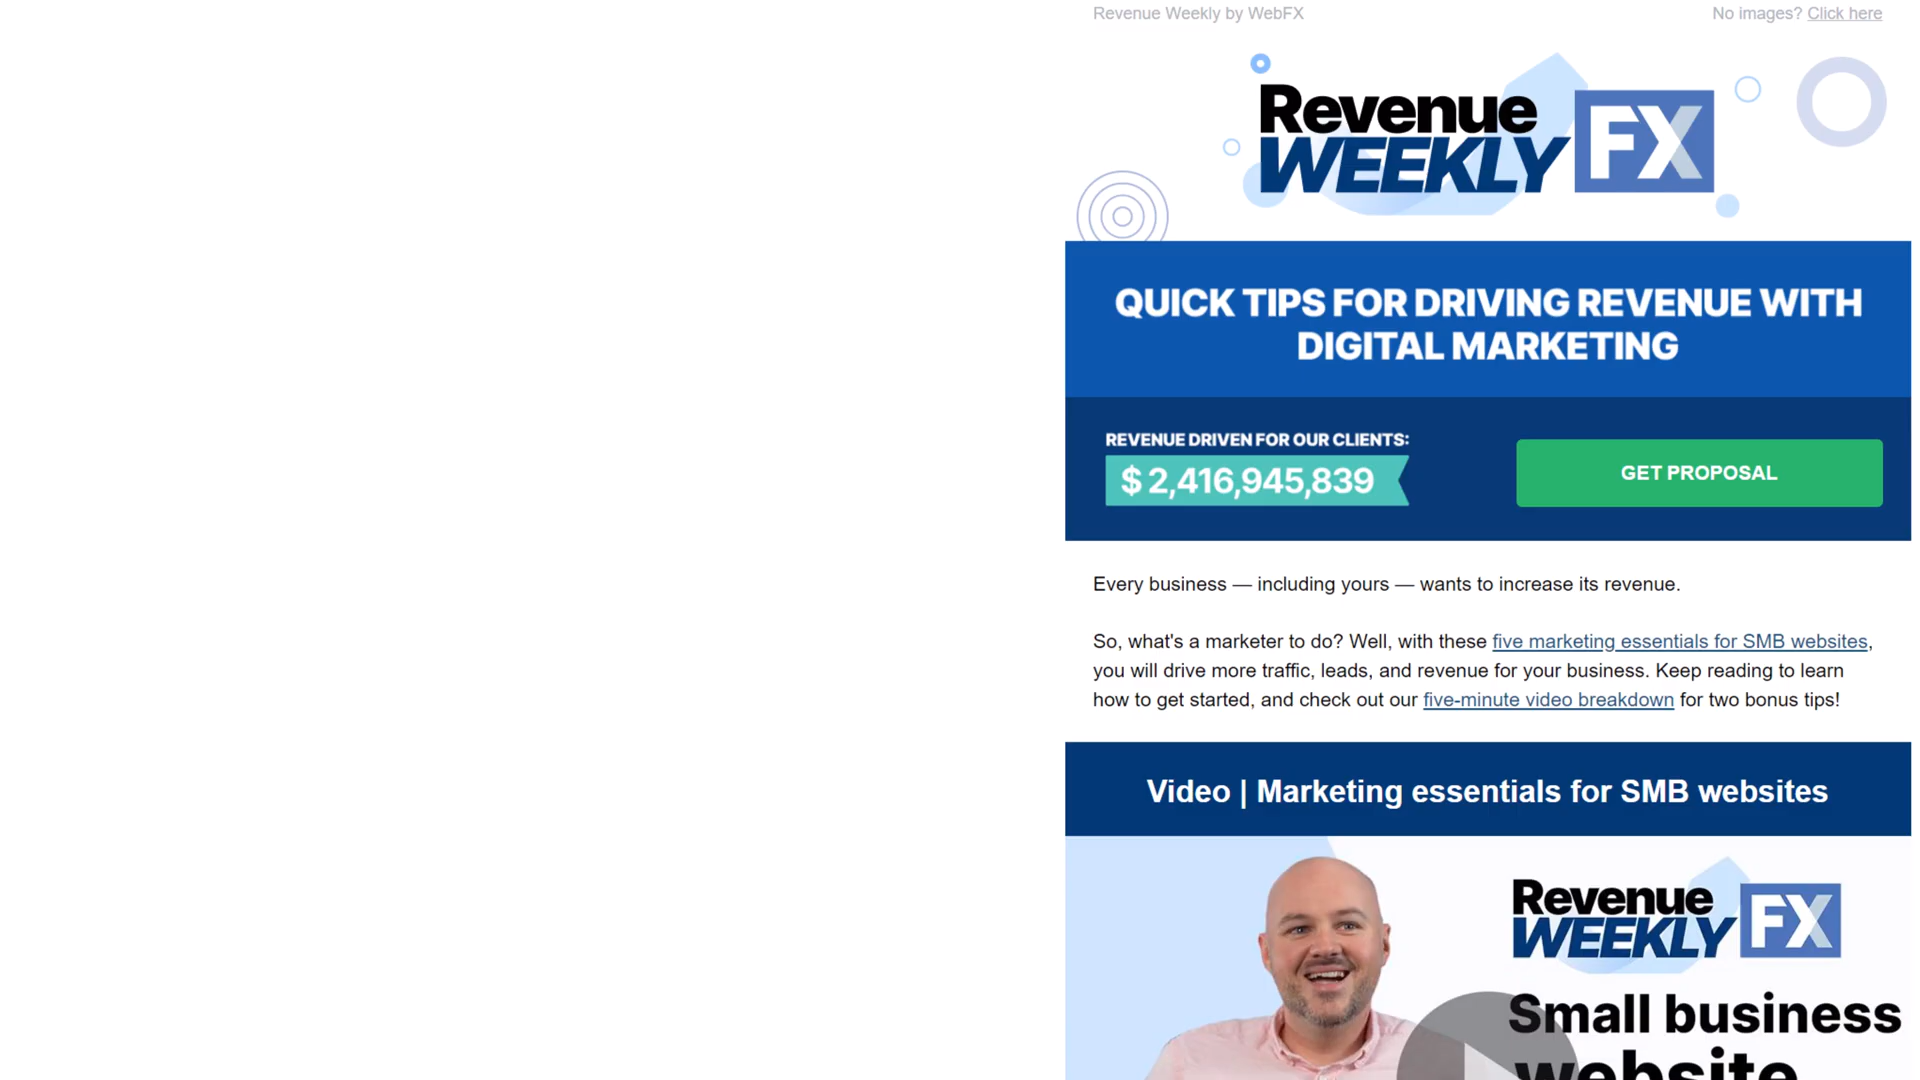 Revenue Weekly by WebFX
No images? Click here
Revenue
WEEKLY FX
QUICK TIPS FOR DRIVING REVENUE WITH
DIGITAL MARKETING
REVENUE DRIVEN FOR OUR CLIENTS:
$ 2,416,945,839
GET PROPOSAL
Every business — including yours — wants to increase its revenue.
So, what's a marketer to do? Well, with these five marketing essentials for SMB websites,
you will drive more traffic, leads, and revenue for your business. Keep reading to learn
how to get started, and check out our five-minute video breakdown for two bonus tips!
Video | Marketing essentials for SMB websites
Revenue
WEEKLY FX
Small business
website